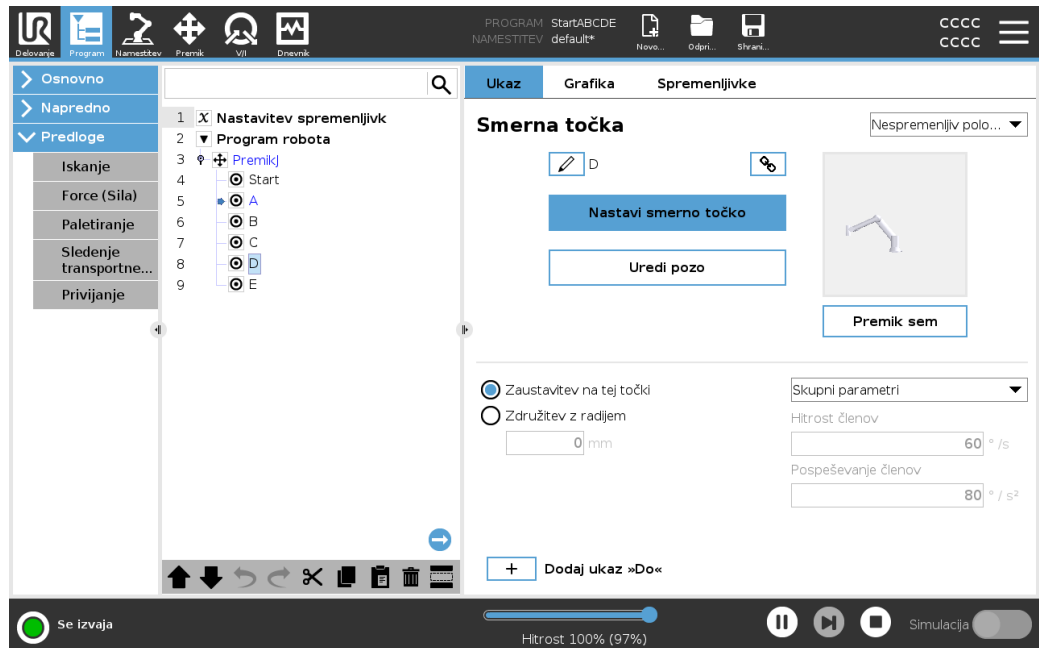 UR
Delovanje
Program
Namestitev
Premik
V/I
Dnevnik
PROGRAM StartABCDE
NAMESTITEV default*
Novo...
Odpri...
Shrani...
CCCC
CCCC
Osnovno
Napredno
Predloge
Iskanje
Force (Sila)
Paletiranje
Sledenje
transportne...
Privijanje
1 X Nastavitev spremenljivk
2 Program robota
3 PremikJ
4 Start
5 A
6 B
7 C
8 D
9 E
Ukaz
Grafika
Spremenljivke
Smerna točka
Nespremenljiv polo...
D
Nastavi smerno točko
Uredi pozo
Premik sem
Zaustavitev na tej točki
Združitev z radijem
0 mm
Skupni parametri
Hitrost členov
60 ° /s
Pospeševanje členov
80 ° / s²
+ Dodaj ukaz »Do«
Se izvaja
Hitrost 100% (97%)
Simulacija